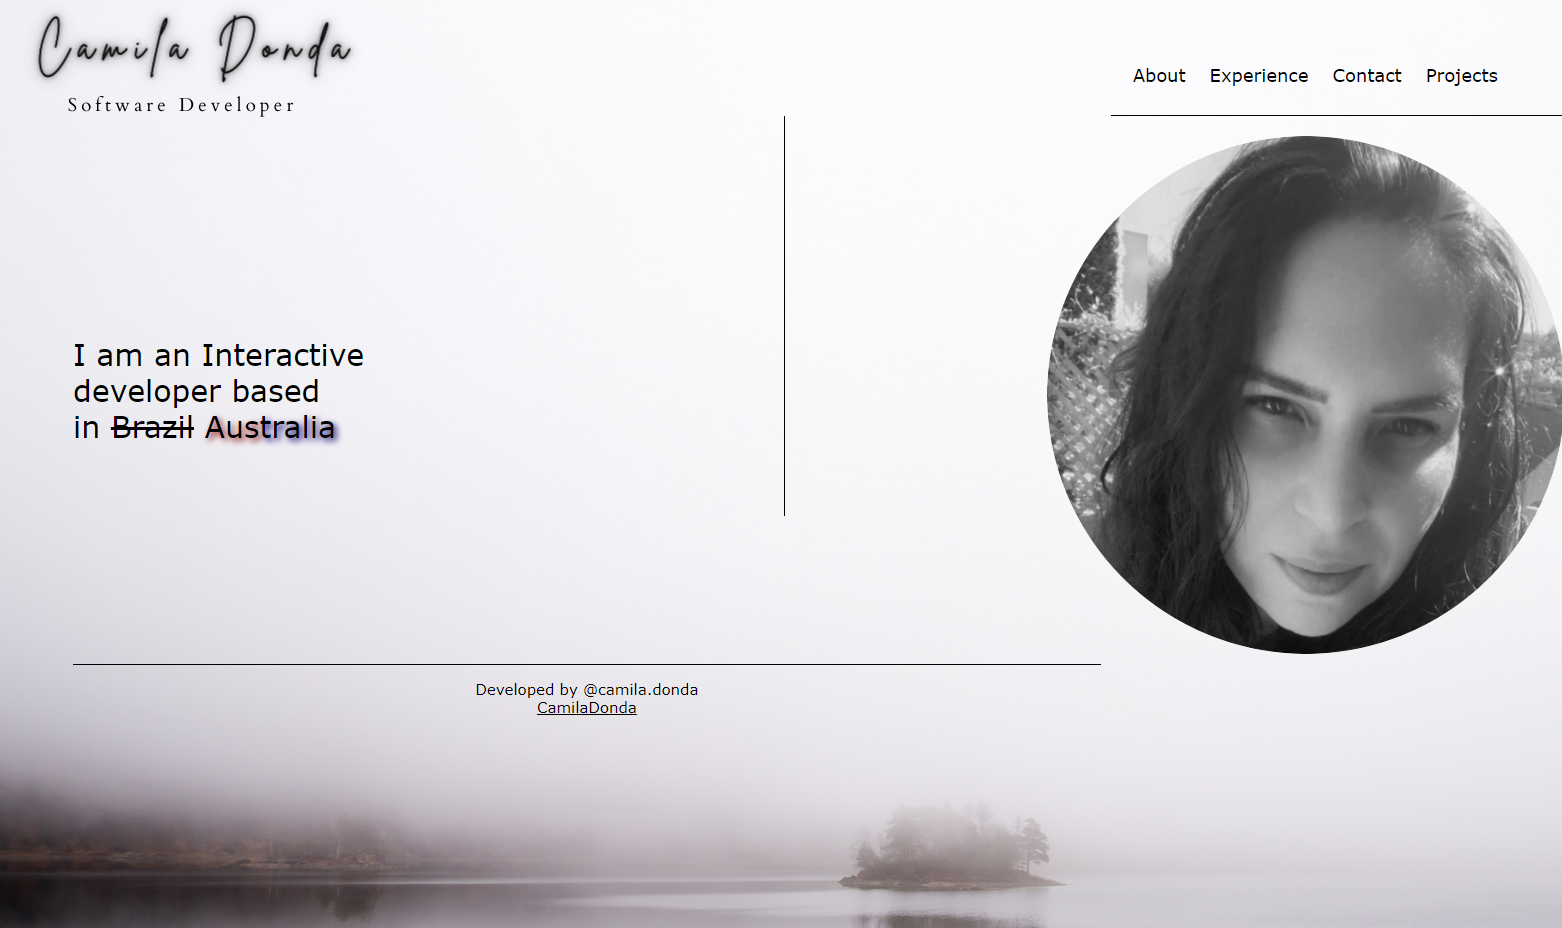 Camila Donda
Software Developer
About Experience Contact Projects
I am an Interactive
developer based
in Brazil Australia
Developed by @camila.donda
CamilaDonda